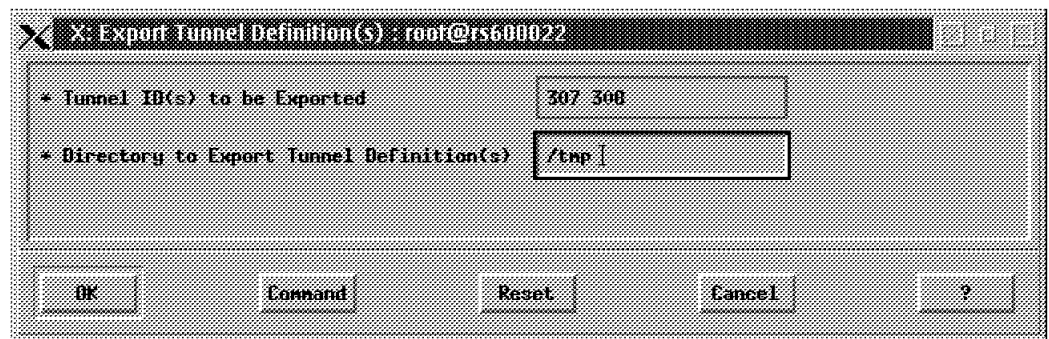 X: Export Tunnel Definition(s) : root@rs600022
* Tunnel ID(s) to be Exported 307 308
* Directory to Export Tunnel Definition(s) /tmp
OK Command Reset Cancel ?